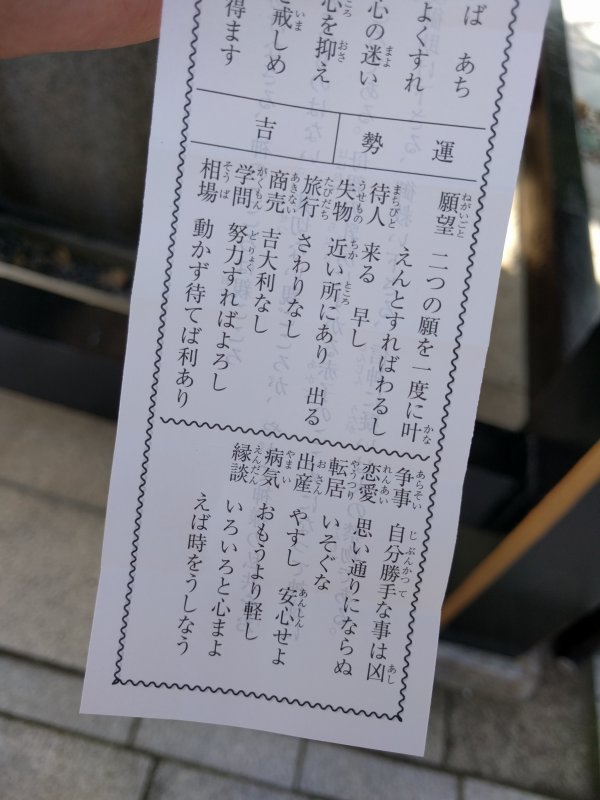 ば あち
よくすれ
心の迷い
心を抑え
戒しめ
得ます
運勢 吉
願望 二つの願を一度に叶
えんとすればわるし
待人 来る 早し
失物 近い所にあり 出る
旅行 さわりなし
商売 吉大利なし
学問 努力すればよろし
相場 動かず待てば利あり
争事 自分勝手な事は凶
恋愛 思い通りにならぬ
転居 いそぐな
出産 やすし 安心せよ
病気 おもうより軽し
縁談 いろいろと心まよ
えば時をうしなう